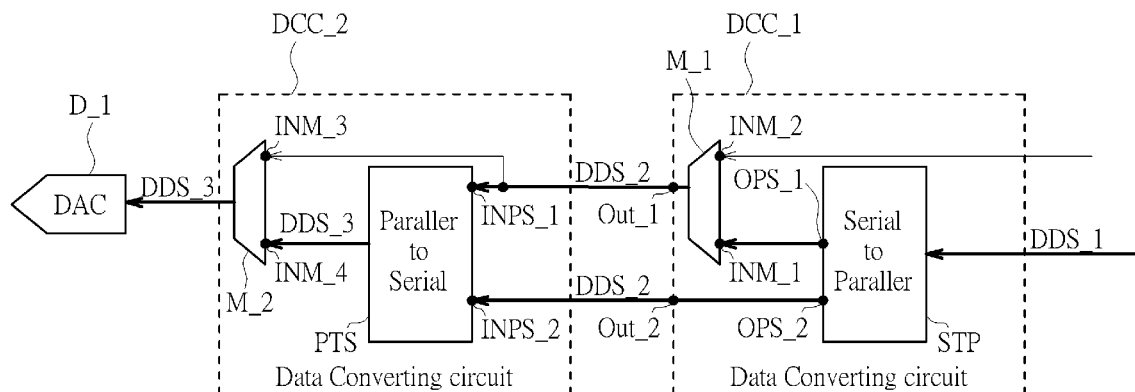 DCC_2
DCC_1
M_1
D_1
INM_3
INM_2
DDS_3
DAC
DDS_2
OPS_1
INPS_1
Out_1
Paraller
to
Serial
Serial
to
Paraller
DDS_3
DDS_1
INM_4
INM_1
M_2
DDS_2
INPS_2
Out_2
OPS_2
PTS
STP
Data Converting circuit
Data Converting circuit